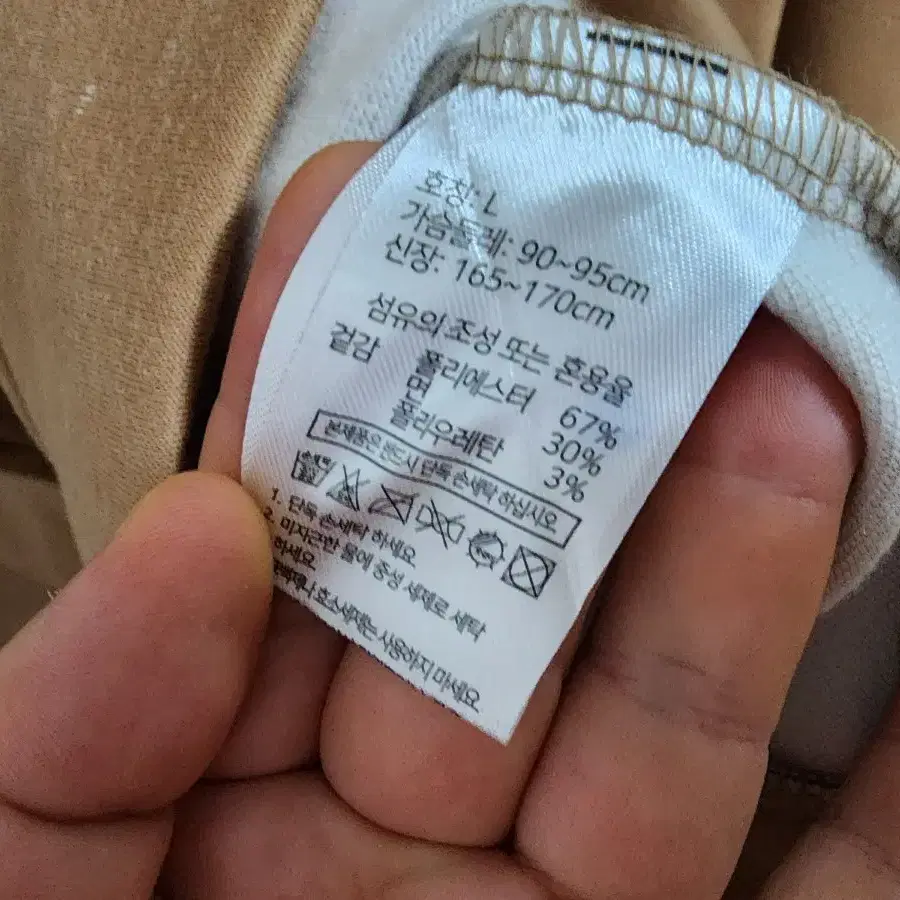 호칭: L
가슴둘레: 90~95cm
신장: 165~170cm
섬유의 조성 또는 혼용율
겉감 폴리에스터 67%
면 30%
폴리우레탄 3%
본제품은 반드시 단독 손세탁 하십시오
1. 단독 손세탁 하세요
2. 미지근한 물에 중성 세제로 세탁
하세요
효소세제는 사용하지 마세요